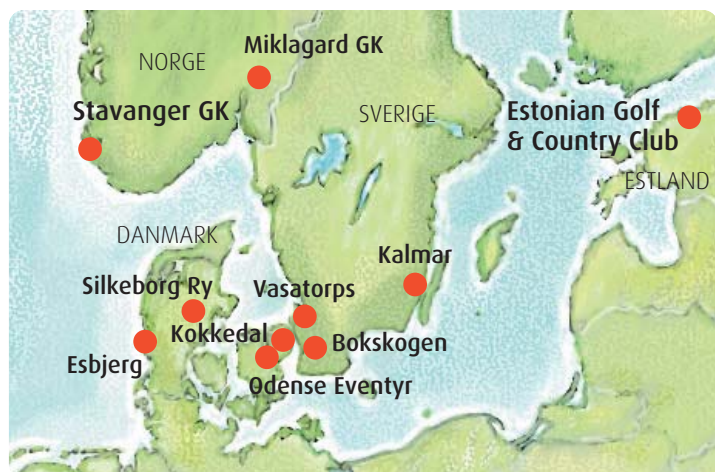 Miklagard GK
NORGE
Stavanger GK
SVERIGE
Estonian Golf
& Country Club
ESTLAND
DANMARK
Kalmar
Silkeborg Ry
Vasatorps
Kokkedal
Bokskogen
Esbjerg
Odense Eventyr